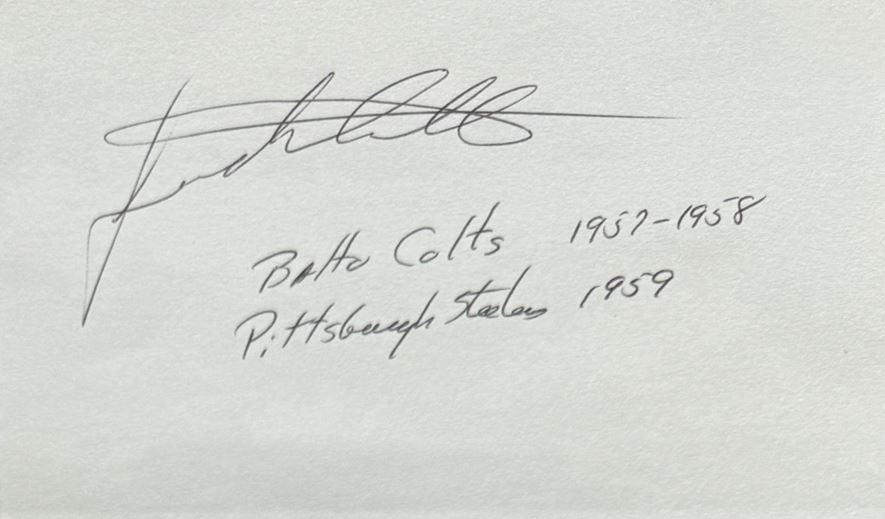 Balto Colts 1957-1958
Pittsburgh Steelers 1959